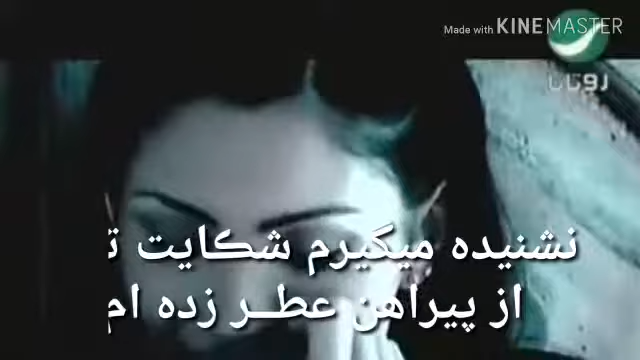 Made with KINEMASTER
روتانا
نشنیده میگیرم شکایت ت
از پیراهن عطر زده ام